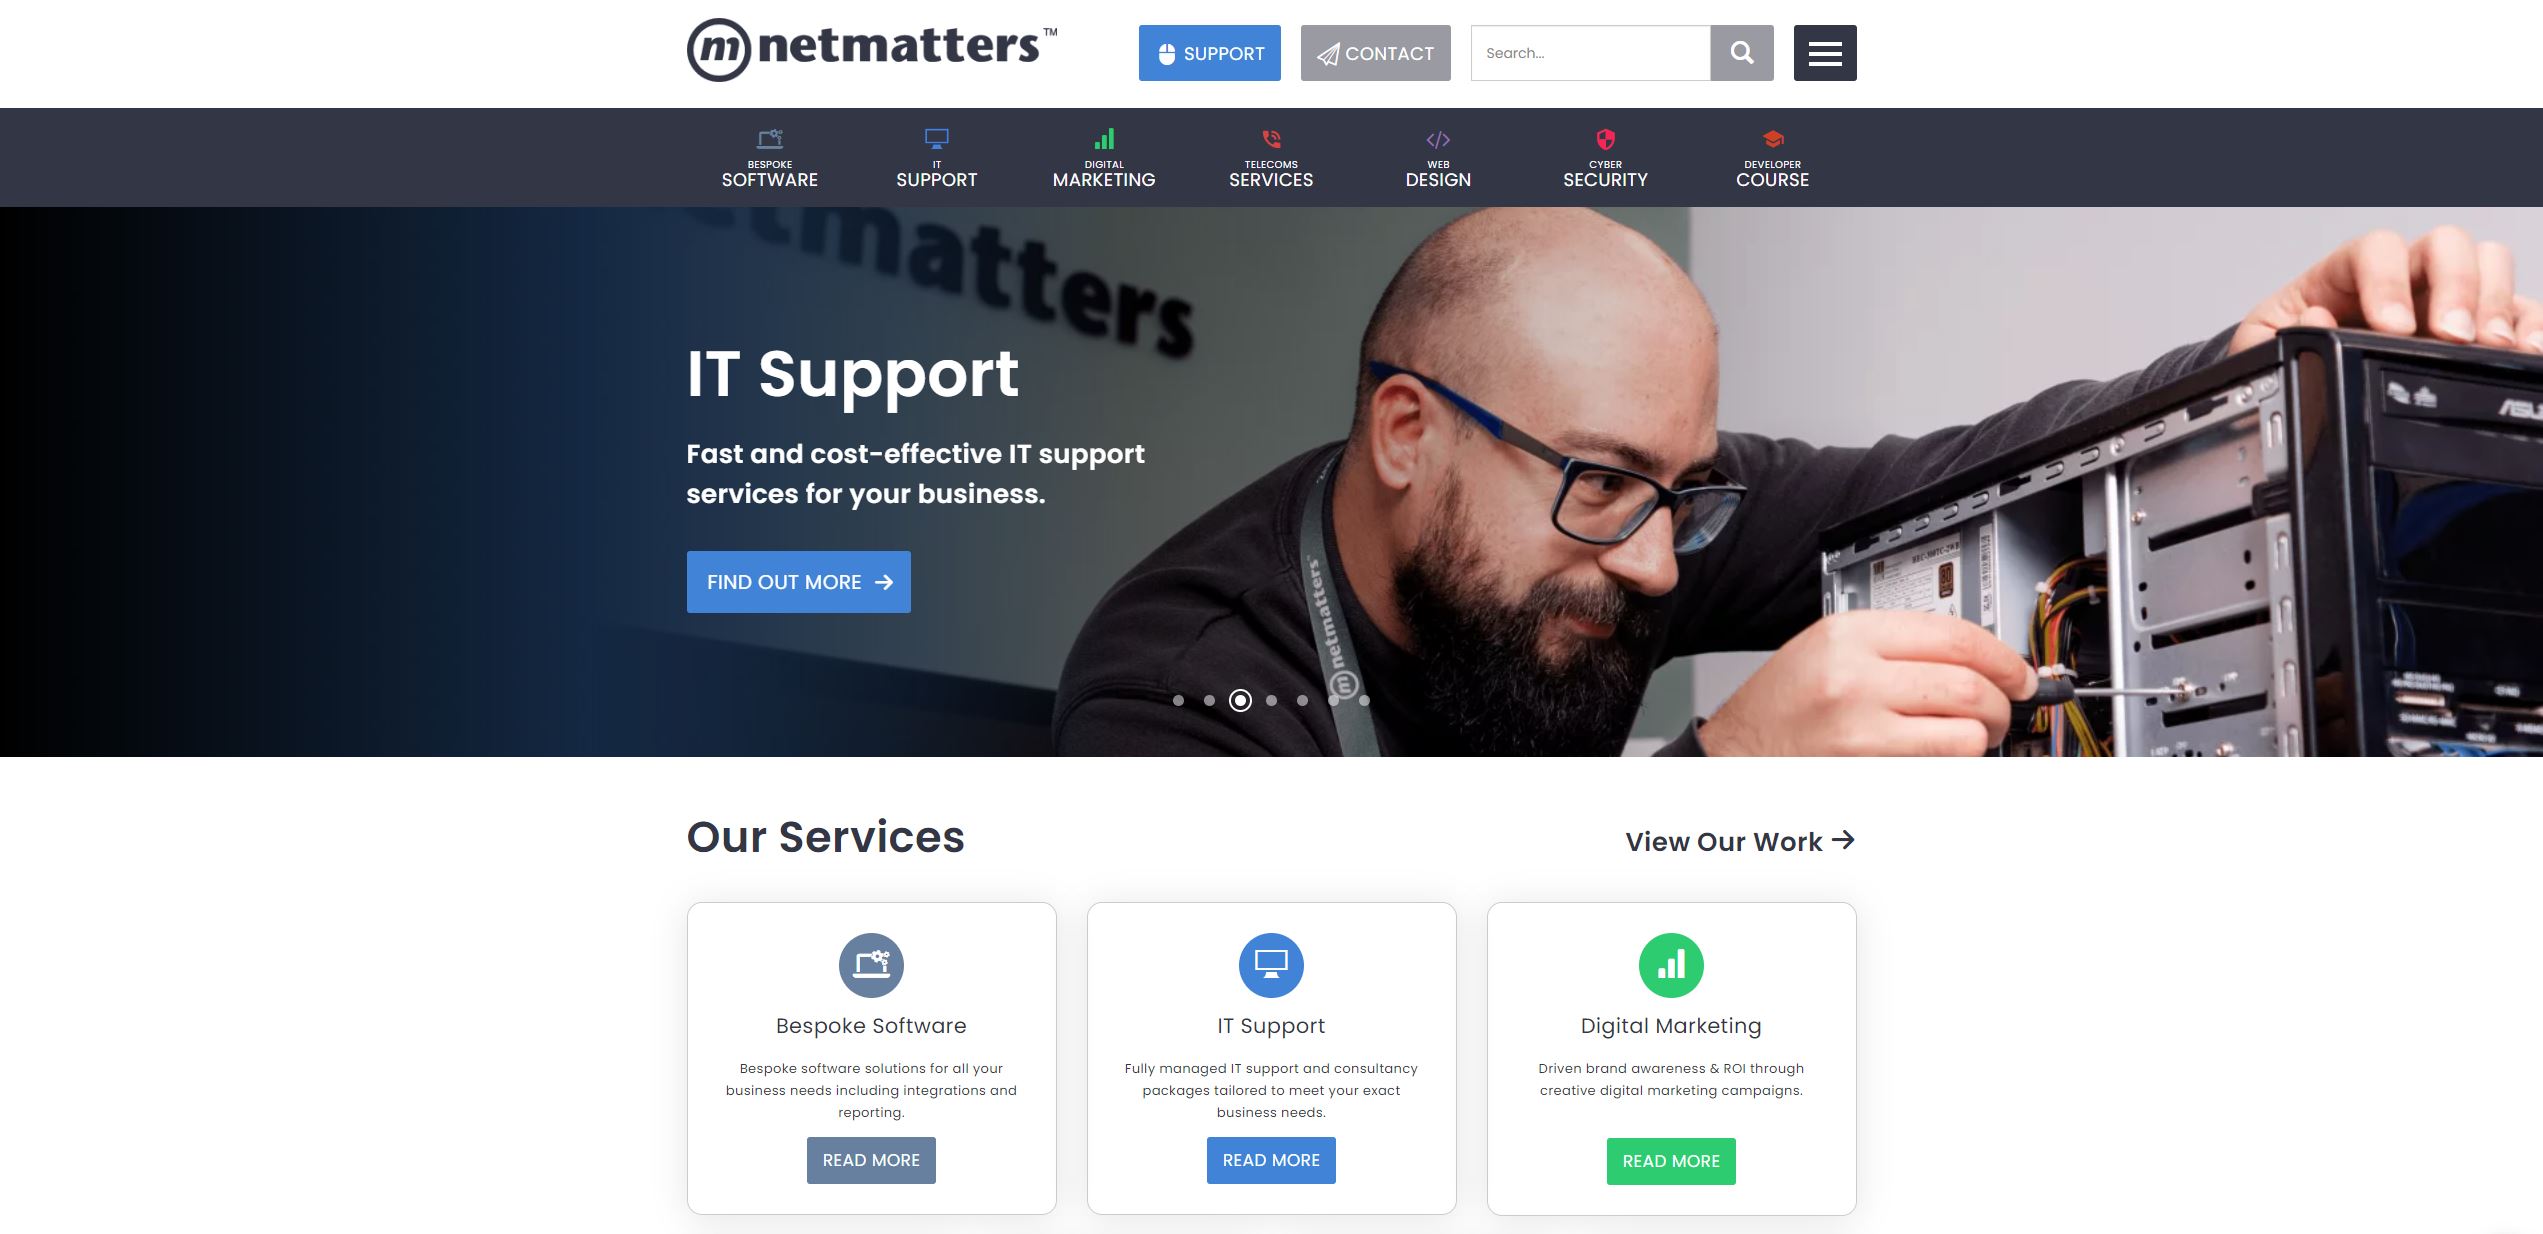 m netmatters™
SUPPORT
CONTACT
Search...
BESPOKE
SOFTWARE
IT
SUPPORT
DIGITAL
MARKETING
TELECOMS
SERVICES
WEB
DESIGN
CYBER
SECURITY
DEVELOPER
COURSE
netmatters
IT Support
Fast and cost-effective IT support
services for your business.
FIND OUT MORE
m netmatters™
Our Services
View Our Work
Bespoke Software
Bespoke software solutions for all your
business needs including integrations and
reporting.
READ MORE
IT Support
Fully managed IT support and consultancy
packages tailored to meet your exact
business needs.
READ MORE
Digital Marketing
Driven brand awareness & ROI through
creative digital marketing campaigns.
READ MORE